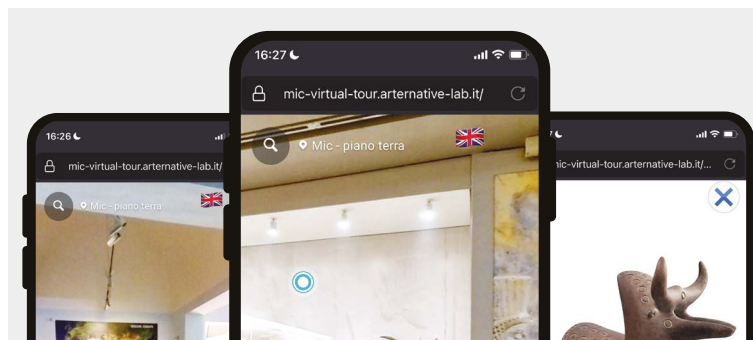 16:27
mic-virtual-tour.arternative-lab.it/
Mic - piano terra
16:26
mic-virtual-tour.arternative-lab.it/
Mic - piano terra
mic-virtual-tour.arternative-lab.it/...